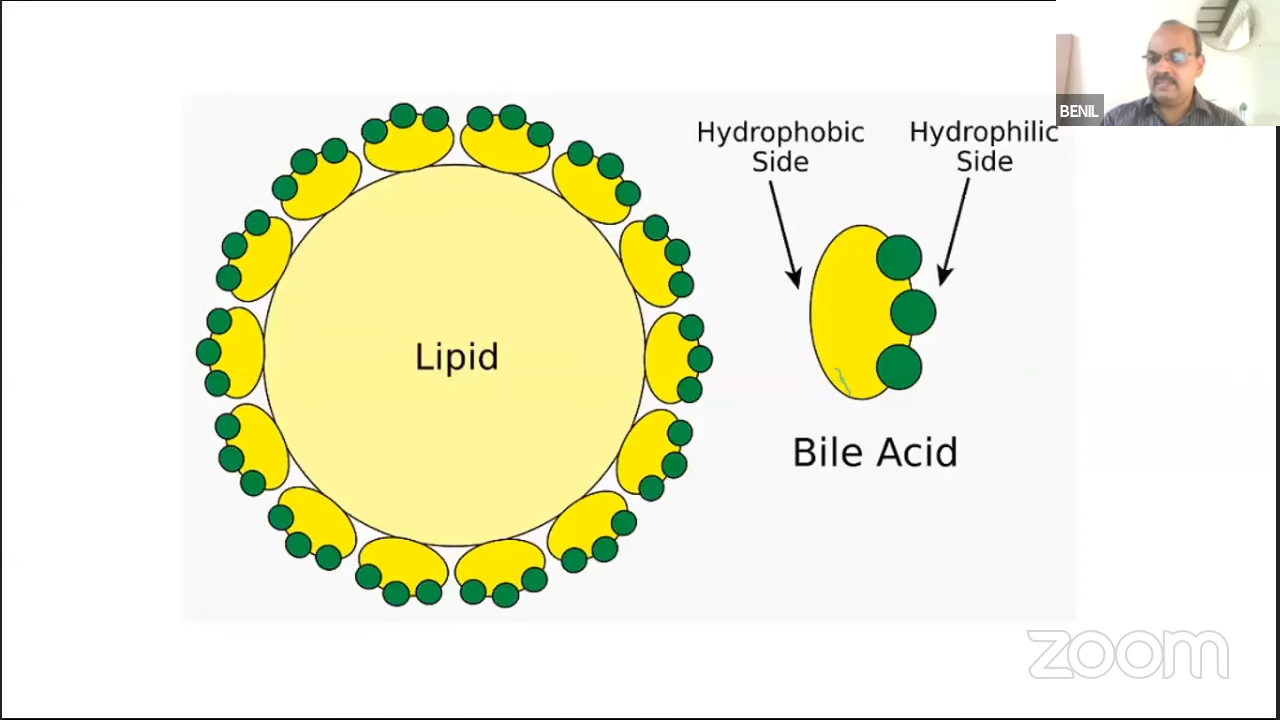 BENIL
Hydrophobic
Side
Hydrophilic
Side
Lipid
Bile Acid
zoom